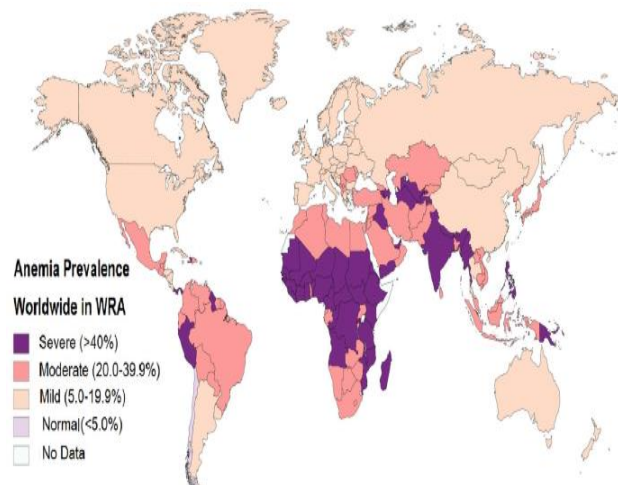 Anemia Prevalence
Worldwide in WRA
Severe (>40%)
Moderate (20.0-39.9%)
Mild (5.0-19.9%)
Normal(<5.0%)
No Data